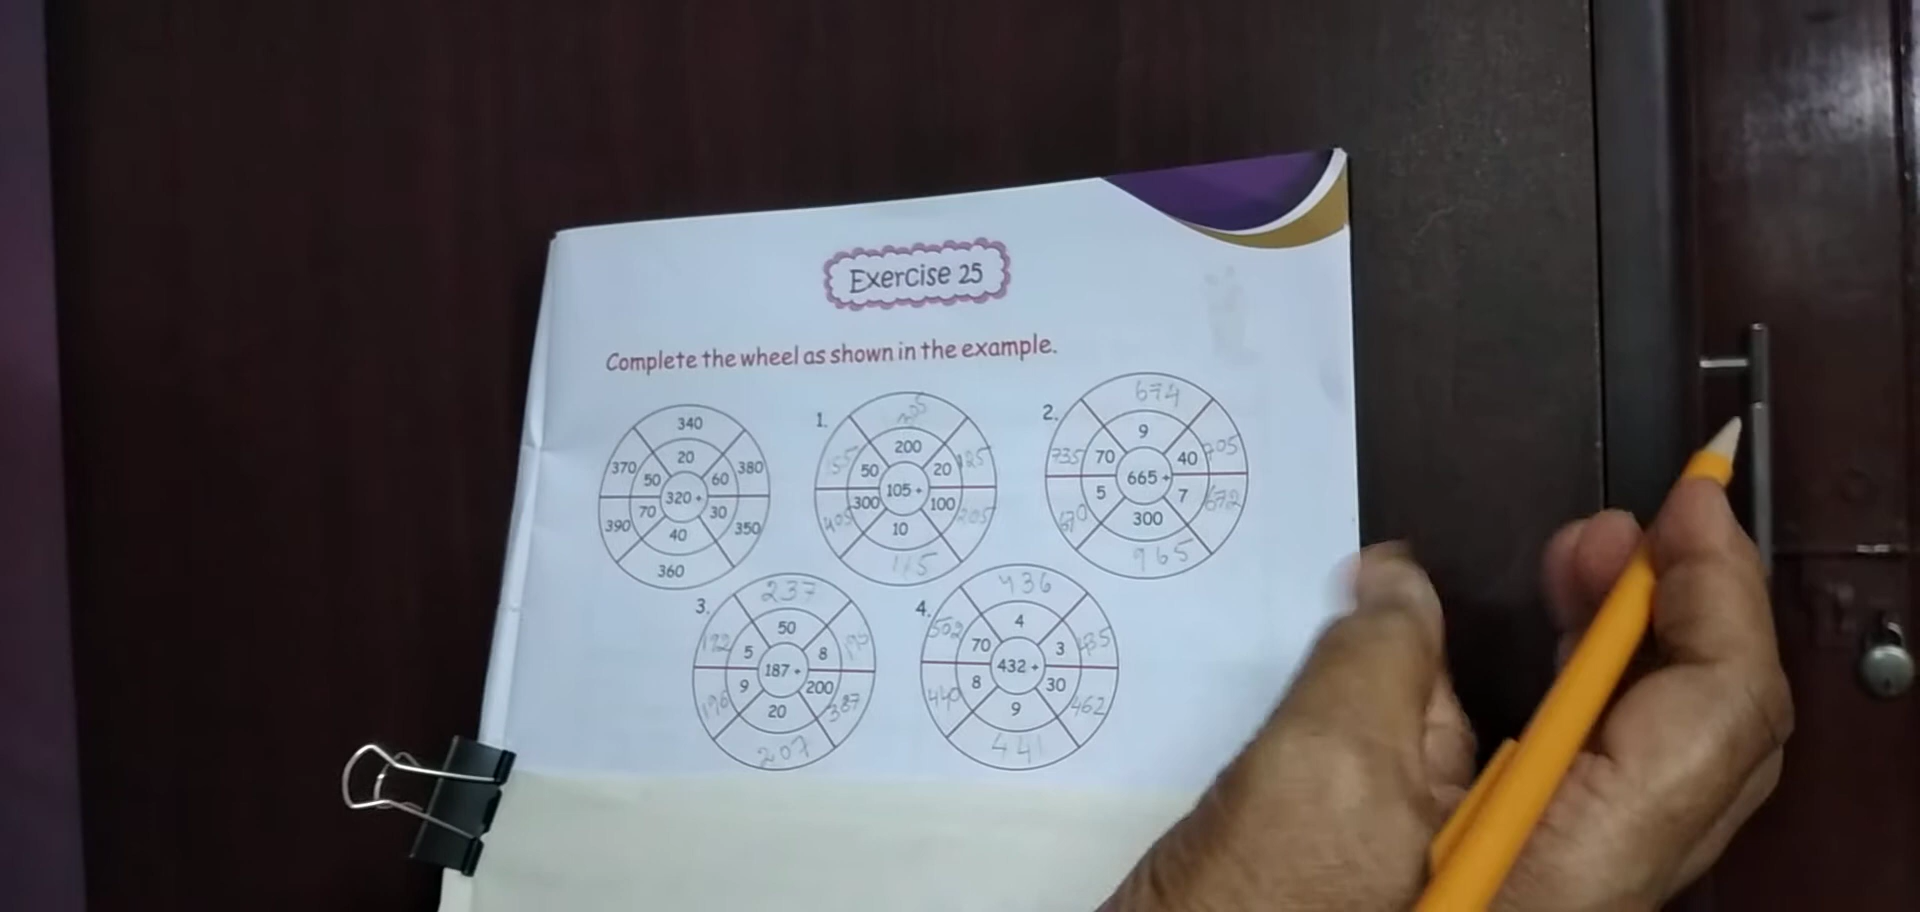 Exercise 25
Complete the wheel as shown in the example.
340
370 20 380
50 60
320 +
390 70 30 350
40
360
1.
305
155 200 125
50 20
105 +
405 300 100 205
10
115
2.
674
735 9 705
70 40
665 +
670 5 7 672
300
965
3.
237
192 50
5 8
187 +
196 9 200 387
20
207
4.
436
502 4 435
70 3
432 +
440 8 30 462
9
441